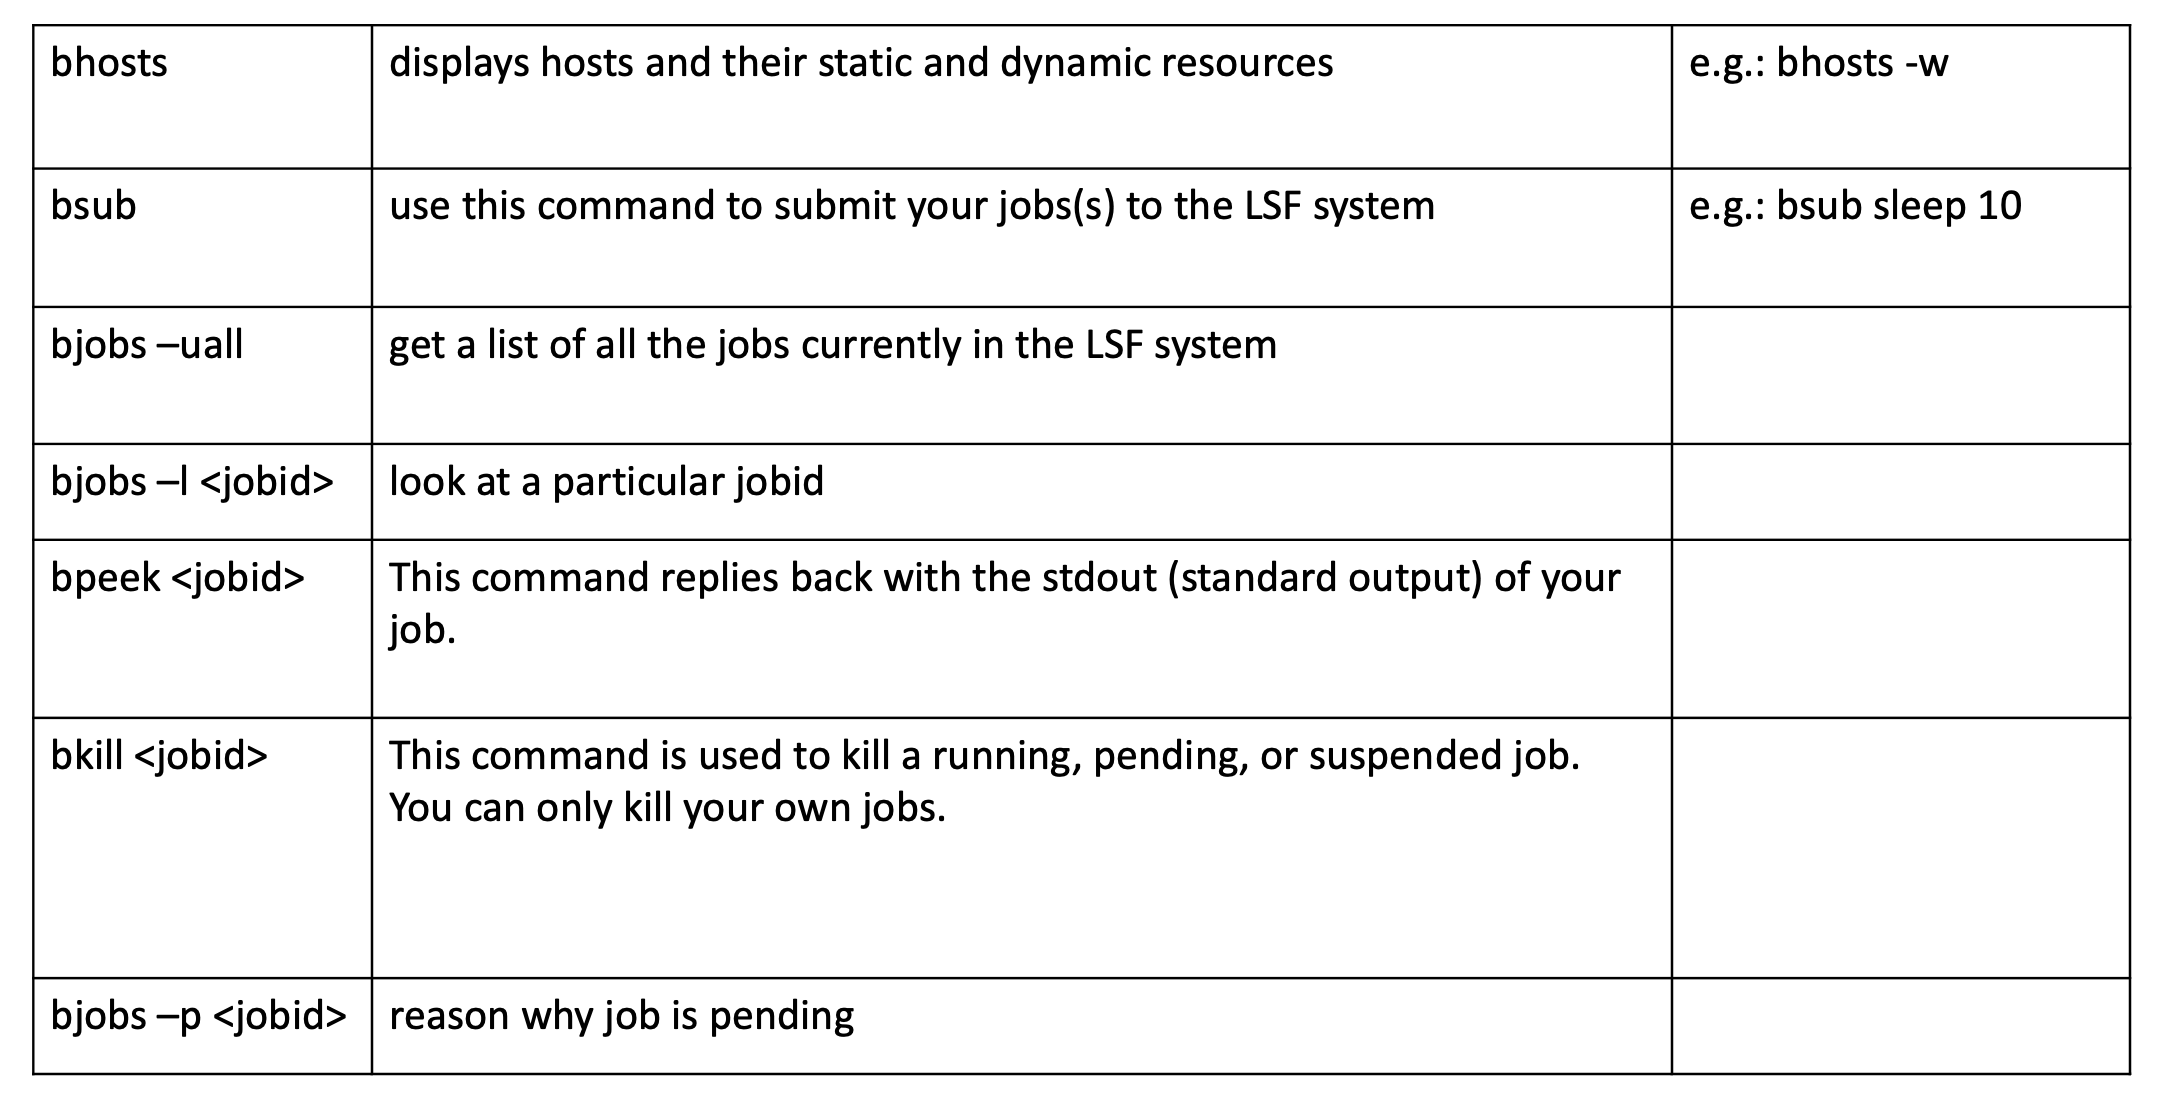 bhosts displays hosts and their static and dynamic resources e.g.: bhosts -w
bsub use this command to submit your jobs(s) to the LSF system e.g.: bsub sleep 10
bjobs –uall get a list of all the jobs currently in the LSF system
bjobs –l <jobid> look at a particular jobid
bpeek <jobid> This command replies back with the stdout (standard output) of your
job.
bkill <jobid> This command is used to kill a running, pending, or suspended job.
You can only kill your own jobs.
bjobs –p <jobid> reason why job is pending